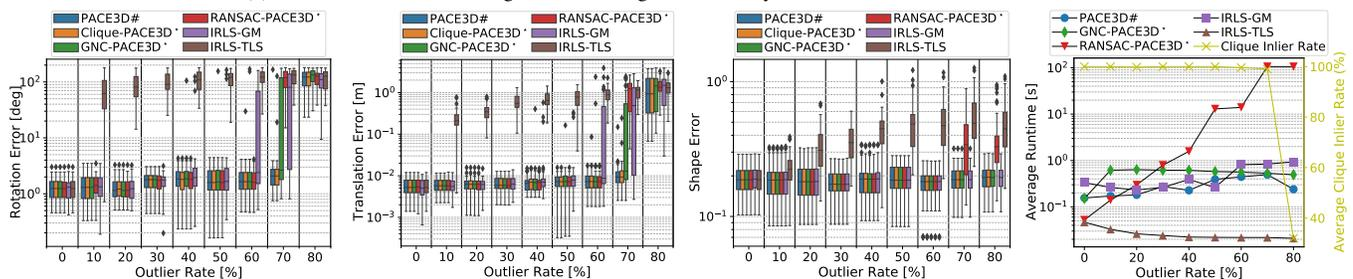 PACE3D#
Clique-PACE3D*
GNC-PACE3D*
RANSAC-PACE3D*
IRLS-GM
IRLS-TLS
Rotation Error [deg]
10²
10¹
10⁰
0 10 20 30 40 50 60 70 80
Outlier Rate [%]
PACE3D#
Clique-PACE3D*
GNC-PACE3D*
RANSAC-PACE3D*
IRLS-GM
IRLS-TLS
Translation Error [m]
10⁰
10⁻¹
10⁻²
10⁻³
0 10 20 30 40 50 60 70 80
Outlier Rate [%]
PACE3D#
Clique-PACE3D*
GNC-PACE3D*
RANSAC-PACE3D*
IRLS-GM
IRLS-TLS
Shape Error
10⁰
10⁻¹
0 10 20 30 40 50 60 70 80
Outlier Rate [%]
PACE3D#
GNC-PACE3D*
RANSAC-PACE3D*
IRLS-GM
IRLS-TLS
Clique Inlier Rate
Average Runtime [s]
10²
10¹
10⁰
10⁻¹
0 20 40 60 80
Outlier Rate [%]
100
80
60
40
Average Clique Inlier Rate (%)